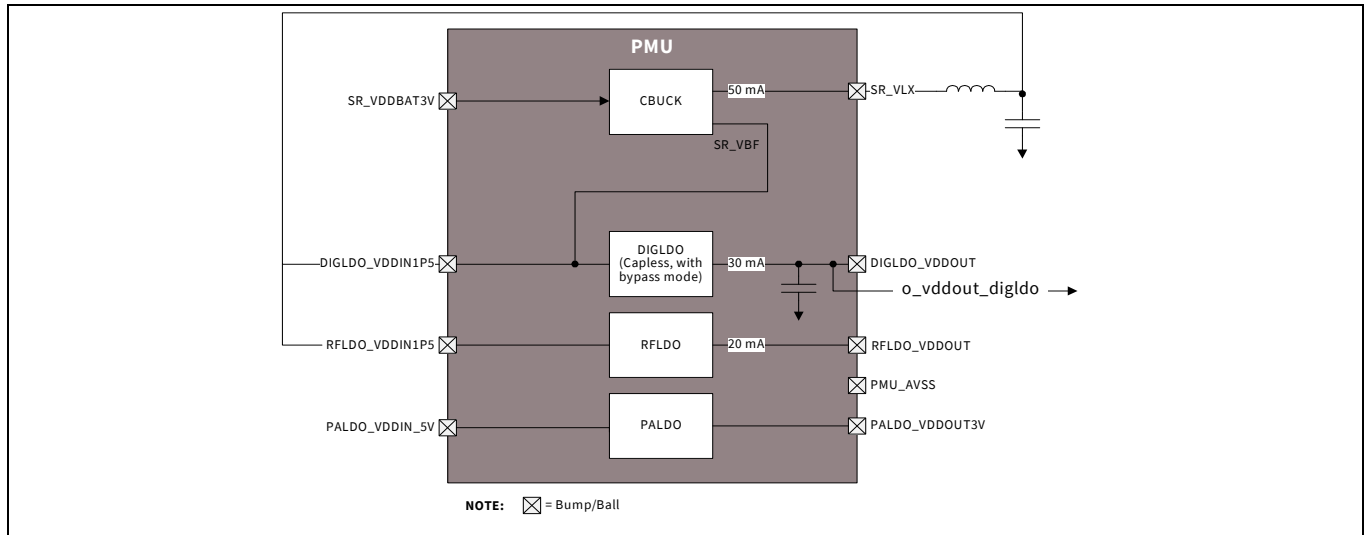 PMU
SR_VDDBAT3V
CBUCK
50 mA
SR_VLX
SR_VBF
DIGLDO_VDDIN1P5
DIGLDO
(Capless, with
bypass mode)
30 mA
DIGLDO_VDDOUT
o_vddout_digldo
RFLDO_VDDIN1P5
RFLDO
20 mA
RFLDO_VDDOUT
PMU_AVSS
PALDO_VDDIN_5V
PALDO
PALDO_VDDOUT3V
NOTE: = Bump/Ball